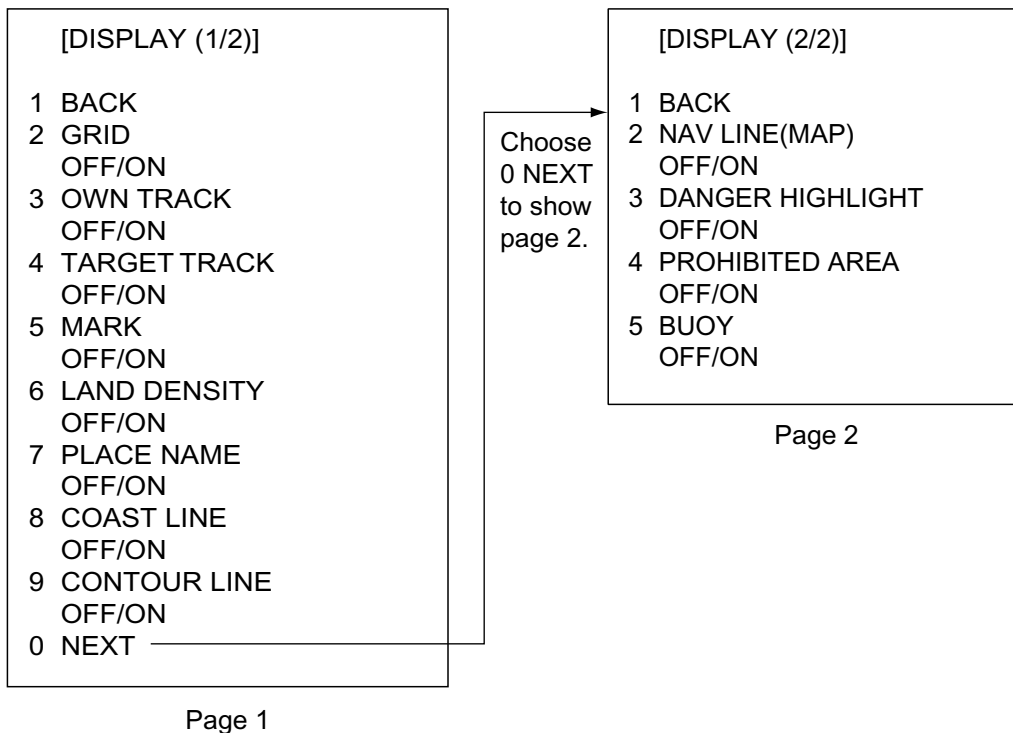 [DISPLAY (1/2)]
1 BACK
2 GRID
OFF/ON
3 OWN TRACK
OFF/ON
4 TARGET TRACK
OFF/ON
5 MARK
OFF/ON
6 LAND DENSITY
OFF/ON
7 PLACE NAME
OFF/ON
8 COAST LINE
OFF/ON
9 CONTOUR LINE
OFF/ON
0 NEXT
Page 1
Choose
0 NEXT
to show
page 2.
[DISPLAY (2/2)]
1 BACK
2 NAV LINE(MAP)
OFF/ON
3 DANGER HIGHLIGHT
OFF/ON
4 PROHIBITED AREA
OFF/ON
5 BUOY
OFF/ON
Page 2